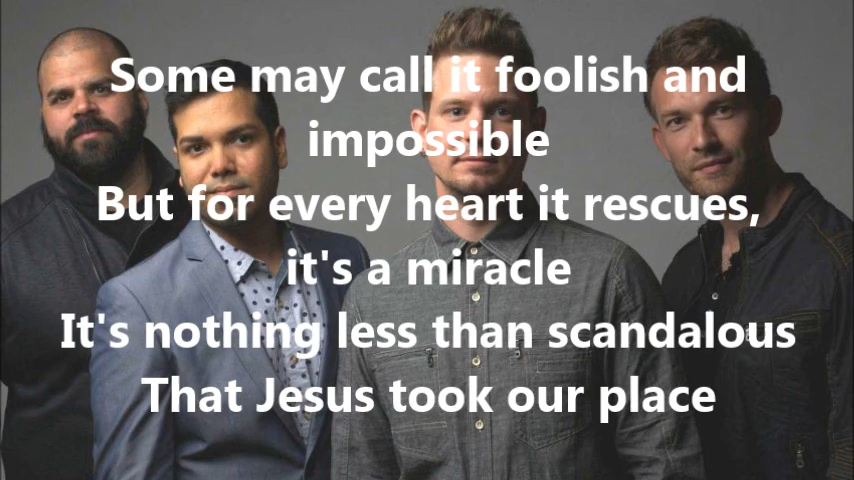 Some may call it foolish and
impossible
But for every heart it rescues,
it's a miracle
It's nothing less than scandalous
That Jesus took our place